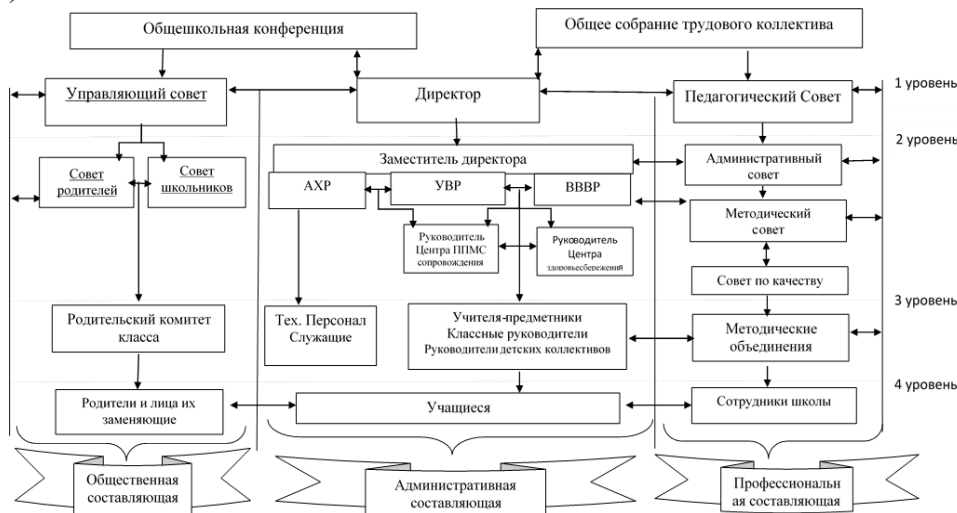 )
Общешкольная конференция
Общее собрание трудового коллектива
Управляющий совет
Директор
Педагогический Совет
1 уровень
2 уровень
Совет
родителей
Совет
школьников
Заместитель директора
АХР
УВР
ВВВР
Административный
совет
Методический
совет
Руководитель
Центра ППМС
сопровождения
Руководитель
Центра
здоровьесбережений
Совет по качеству
3 уровень
Родительский комитет
класса
Тех. Персонал
Служащие
Учителя-предметники
Классные руководители
Руководители детских коллективов
Методические
объединения
4 уровень
Родители и лица их
заменяющие
Учащиеся
Сотрудники школы
Общественная
составляющая
Административная
составляющая
Профессиональн
ая составляющая